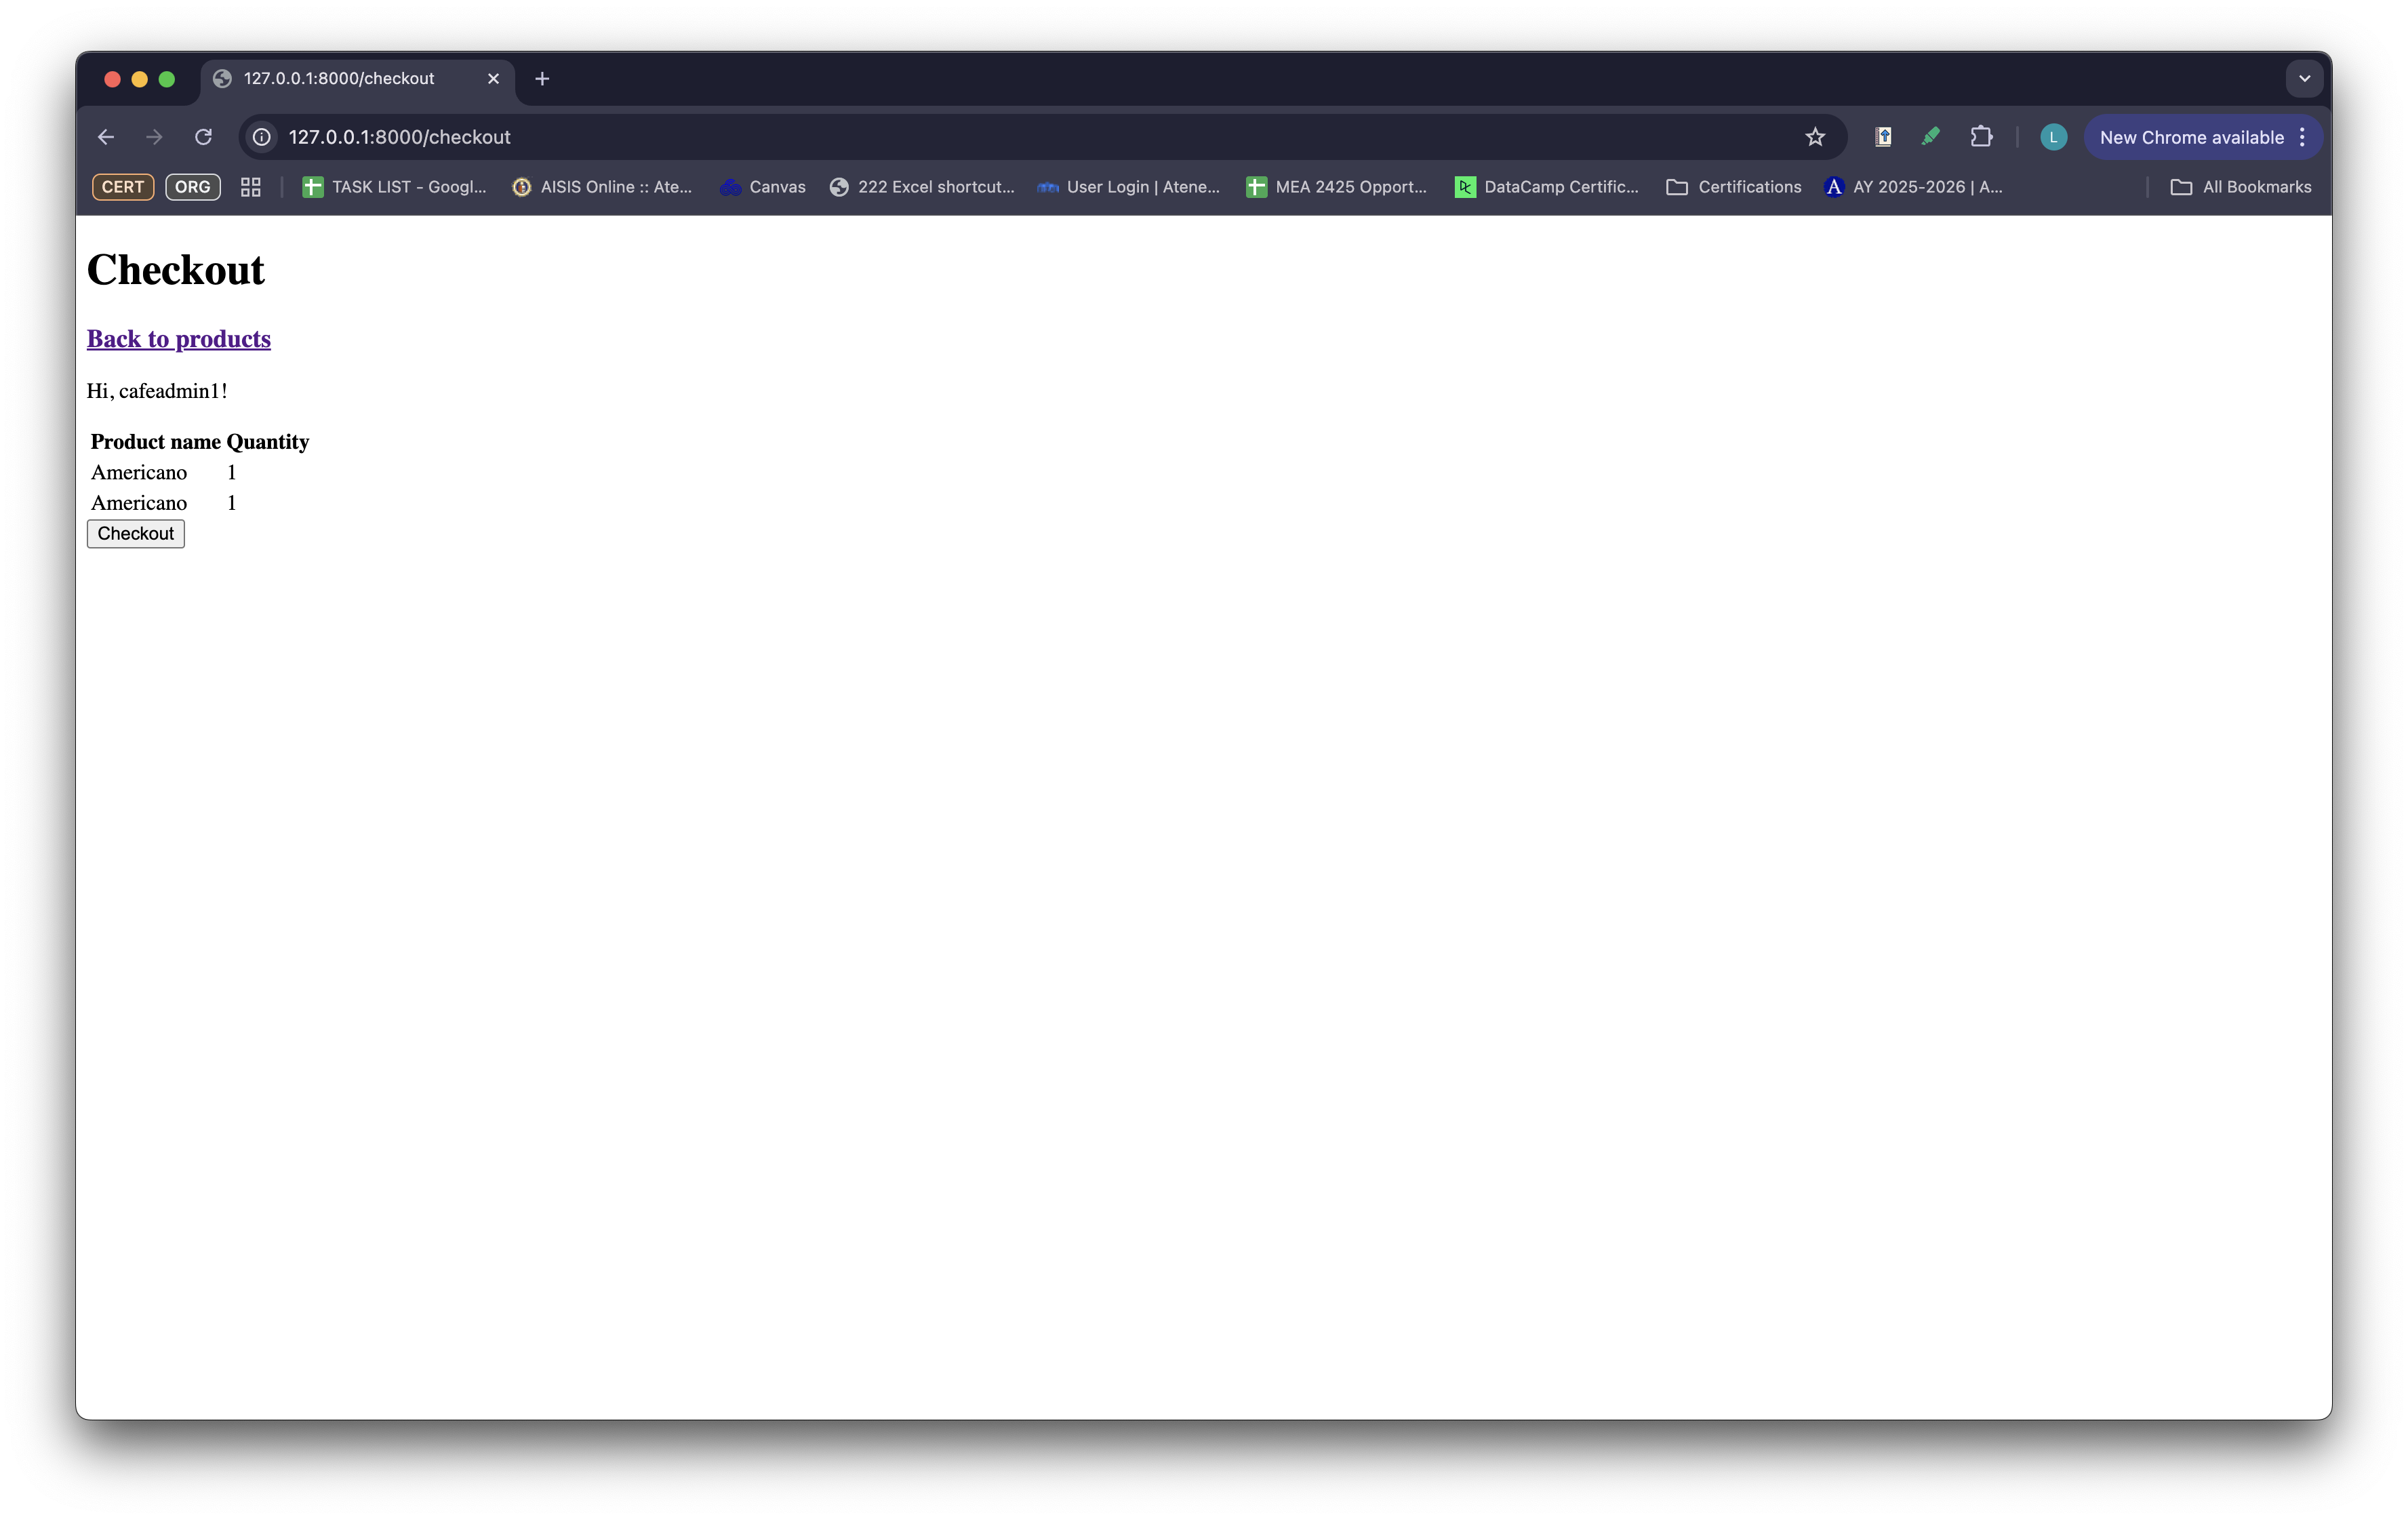 127.0.0.1:8000/checkout
127.0.0.1:8000/checkout
L
New Chrome available
CERT ORG TASK LIST - Googl... AISIS Online :: Ate... Canvas 222 Excel shortcut... User Login | Atene... MEA 2425 Opport... DataCamp Certific... Certifications A AY 2025-2026 | A... All Bookmarks
Checkout
Back to products
Hi, cafeadmin1!
Product name Quantity
Americano 1
Americano 1
Checkout